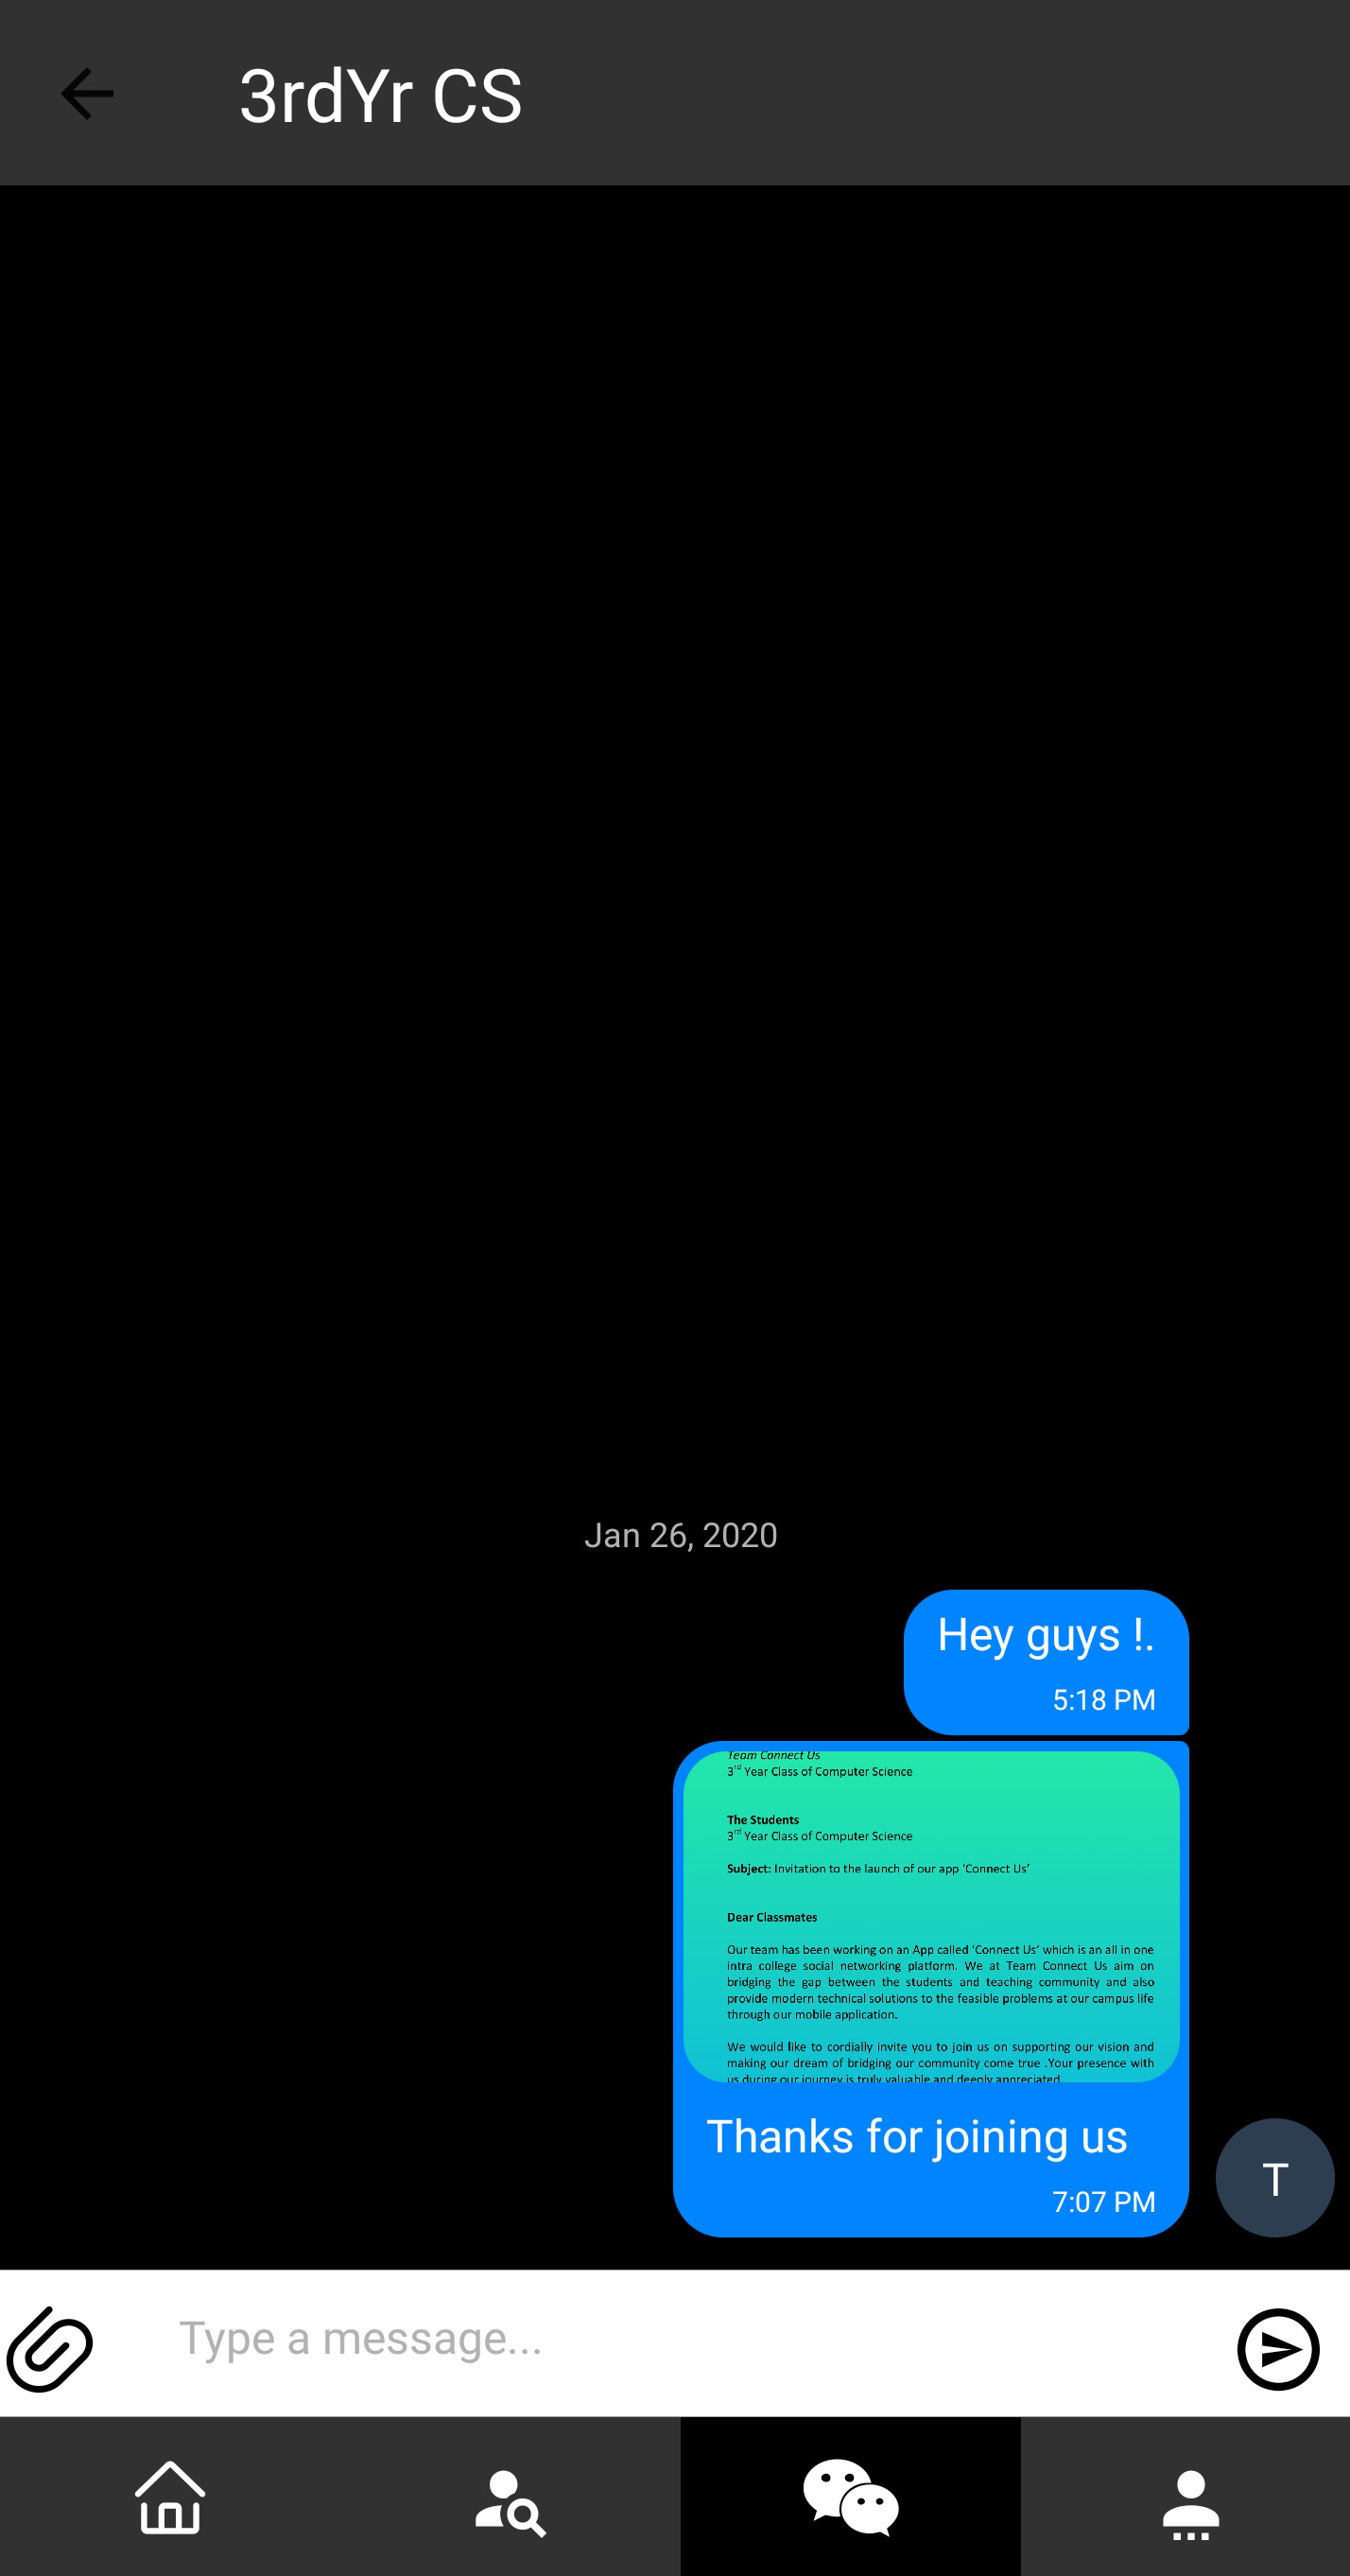 3rdYr CS
Jan 26, 2020
Hey guys !.
5:18 PM
Team Connect Us
3rd Year Class of Computer Science
The Students
3rd Year Class of Computer Science
Subject: Invitation to the launch of our app ‘Connect Us’
Dear Classmates
Our team has been working on an App called ‘Connect Us’ which is an all in one
intra college social networking platform. We at Team Connect Us aim on
bridging the gap between the students and teaching community and also
provide modern technical solutions to the feasible problems at our campus life
through our mobile application.
We would like to cordially invite you to join us on supporting our vision and
making our dream of bridging our community come true .Your presence with
us during our journey is truly valuable and deeply appreciated
Thanks for joining us
7:07 PM
T
Type a message...